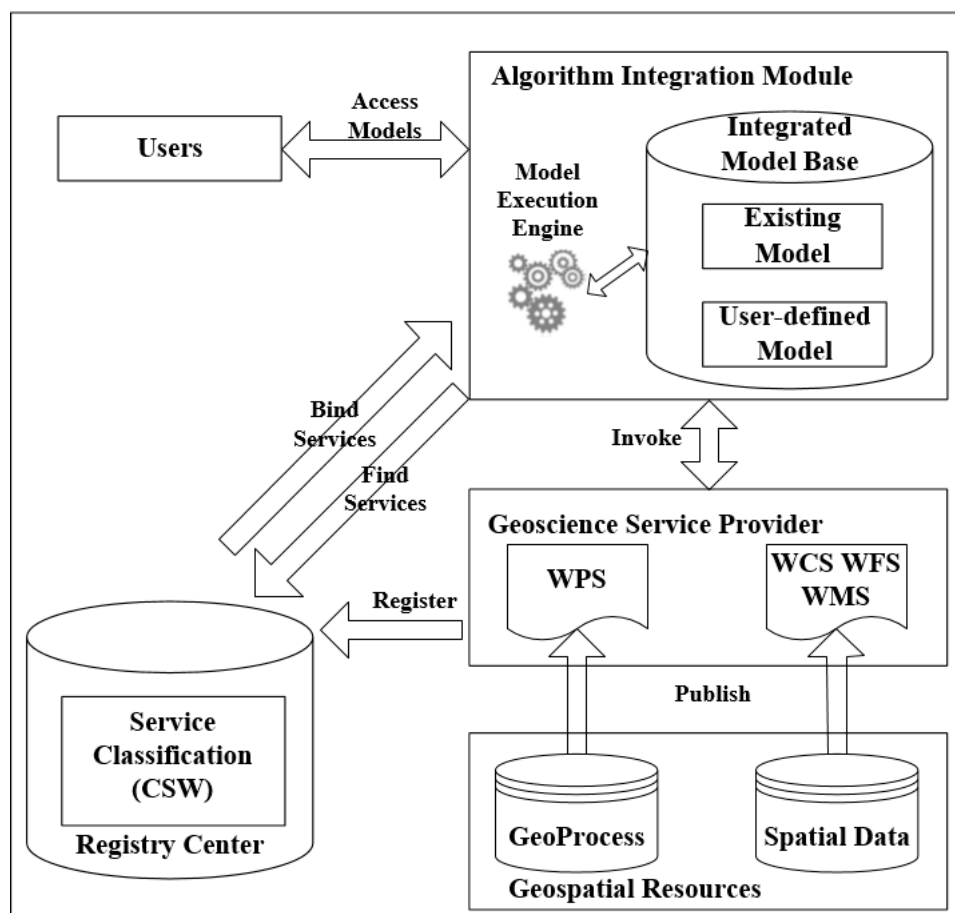 Algorithm Integration Module
Access
Models
Users
Integrated
Model Base
Model
Execution
Engine
Existing
Model
User-defined
Model
Bind
Services
Find
Services
Invoke
Geoscience Service Provider
WPS
WCS WFS
WMS
Register
Publish
Service
Classification
(CSW)
Registry Center
GeoProcess
Spatial Data
Geospatial Resources